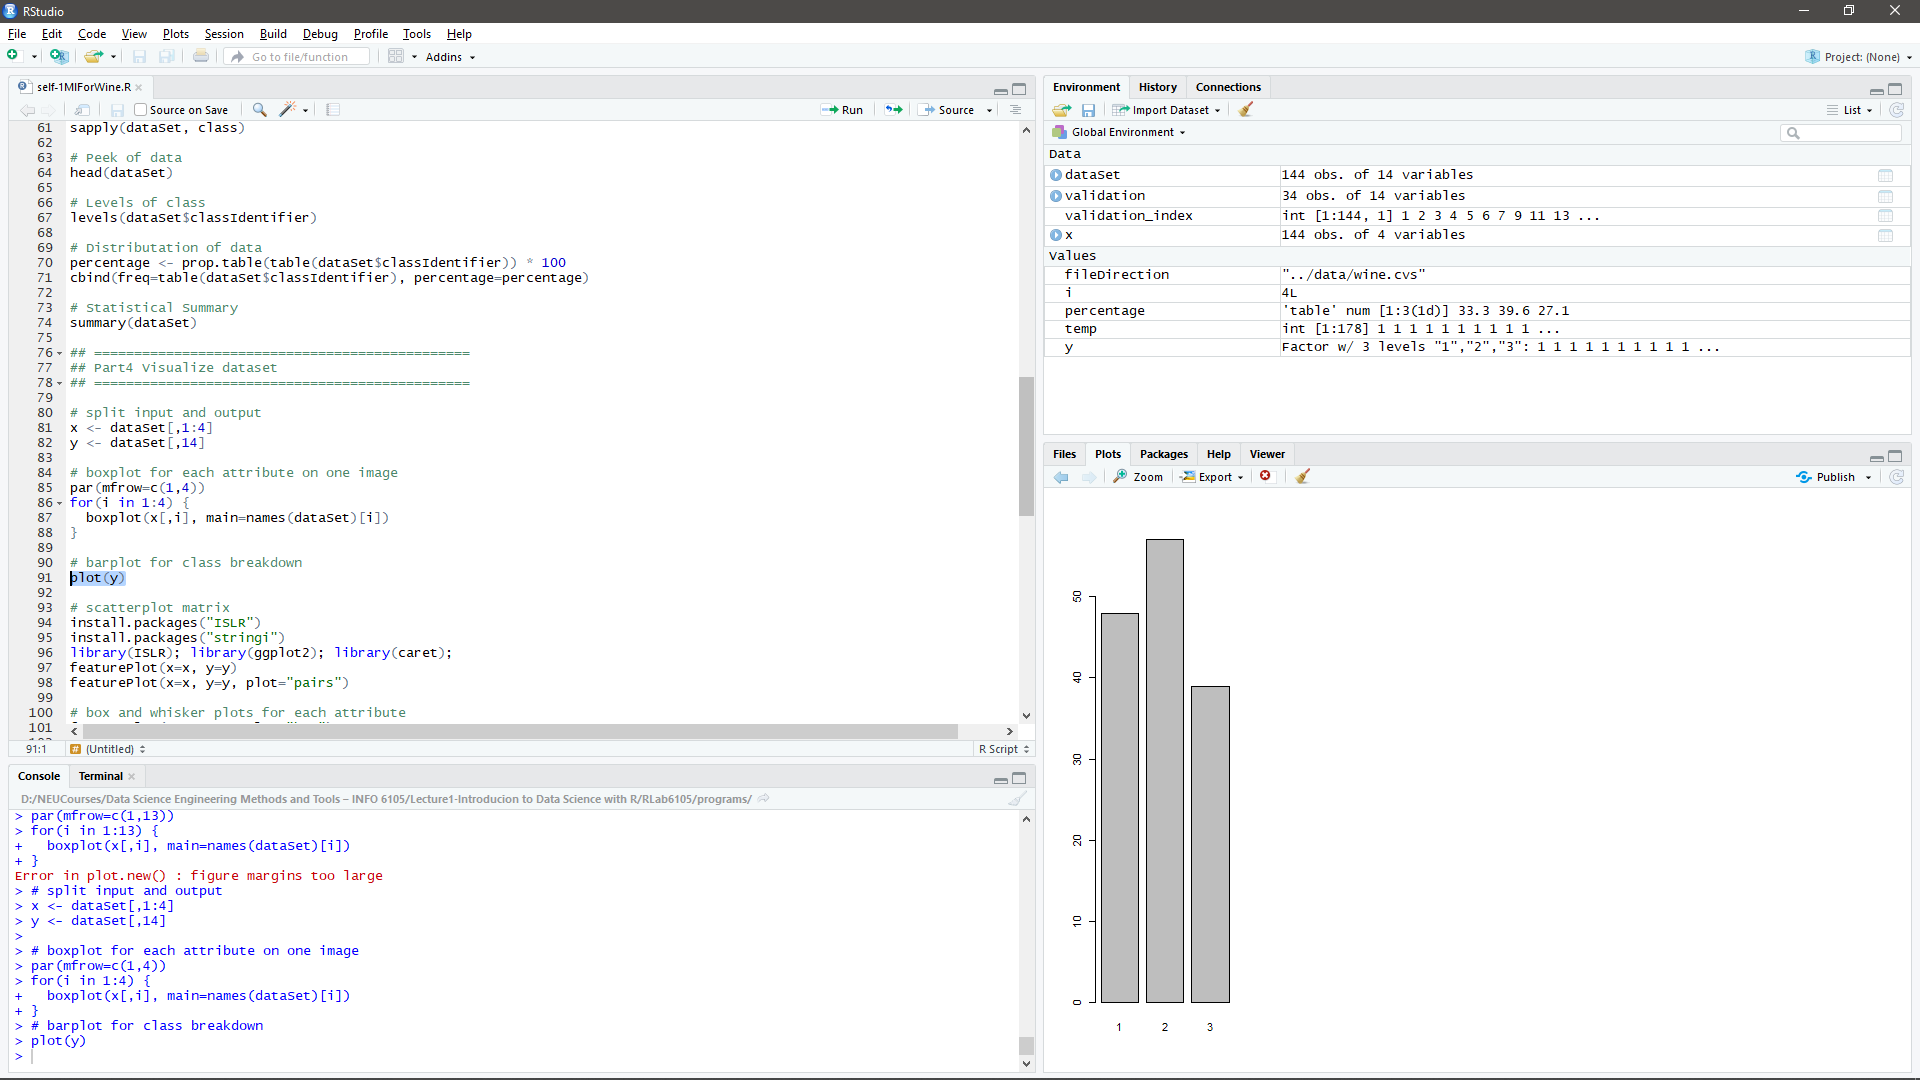 RStudio
File Edit Code View Plots Session Build Debug Profile Tools Help
Go to file/function Addins Project: (None)
self-1MIForWine.R
Source on Save Run Source
61 sapply(dataSet, class)
62
63 # Peek of data
64 head(dataSet)
65
66 # Levels of class
67 levels(dataSet$classIdentifier)
68
69 # Distributation of data
70 percentage <- prop.table(table(dataSet$classIdentifier)) * 100
71 cbind(freq=table(dataSet$classIdentifier), percentage=percentage)
72
73 # Statistical Summary
74 summary(dataSet)
75
76 ## ===============================================
77 ## Part4 Visualize dataset
78 ## ===============================================
79
80 # split input and output
81 x <- dataSet[,1:4]
82 y <- dataSet[,14]
83
84 # boxplot for each attribute on one image
85 par(mfrow=c(1,4))
86 for(i in 1:4) {
87   boxplot(x[,i], main=names(dataSet)[i])
88 }
89
90 # barplot for class breakdown
91 plot(y)
92
93 # scatterplot matrix
94 install.packages("ISLR")
95 install.packages("stringi")
96 library(ISLR); library(ggplot2); library(caret);
97 featurePlot(x=x, y=y)
98 featurePlot(x=x, y=y, plot="pairs")
99
100 # box and whisker plots for each attribute
101
91:1 # (Untitled) R Script
Console Terminal
D:/NEUCourses/Data Science Engineering Methods and Tools – INFO 6105/Lecture1-Introducion to Data Science with R/RLab6105/programs/
> par(mfrow=c(1,13))
> for(i in 1:13) {
+   boxplot(x[,i], main=names(dataSet)[i])
+ }
Error in plot.new() : figure margins too large
> # split input and output
> x <- dataSet[,1:4]
> y <- dataSet[,14]
>
> # boxplot for each attribute on one image
> par(mfrow=c(1,4))
> for(i in 1:4) {
+   boxplot(x[,i], main=names(dataSet)[i])
+ }
> # barplot for class breakdown
> plot(y)
>
Environment History Connections
Import Dataset List
Global Environment
Data
dataSet 144 obs. of 14 variables
validation 34 obs. of 14 variables
validation_index int [1:144, 1] 1 2 3 4 5 6 7 9 11 13 ...
x 144 obs. of 4 variables
Values
fileDirection "../data/wine.cvs"
i 4L
percentage 'table' num [1:3(1d)] 33.3 39.6 27.1
temp int [1:178] 1 1 1 1 1 1 1 1 1 1 ...
y Factor w/ 3 levels "1","2","3": 1 1 1 1 1 1 1 1 1 1 ...
Files Plots Packages Help Viewer
Zoom Export Publish
50
40
30
20
10
0
1 2 3